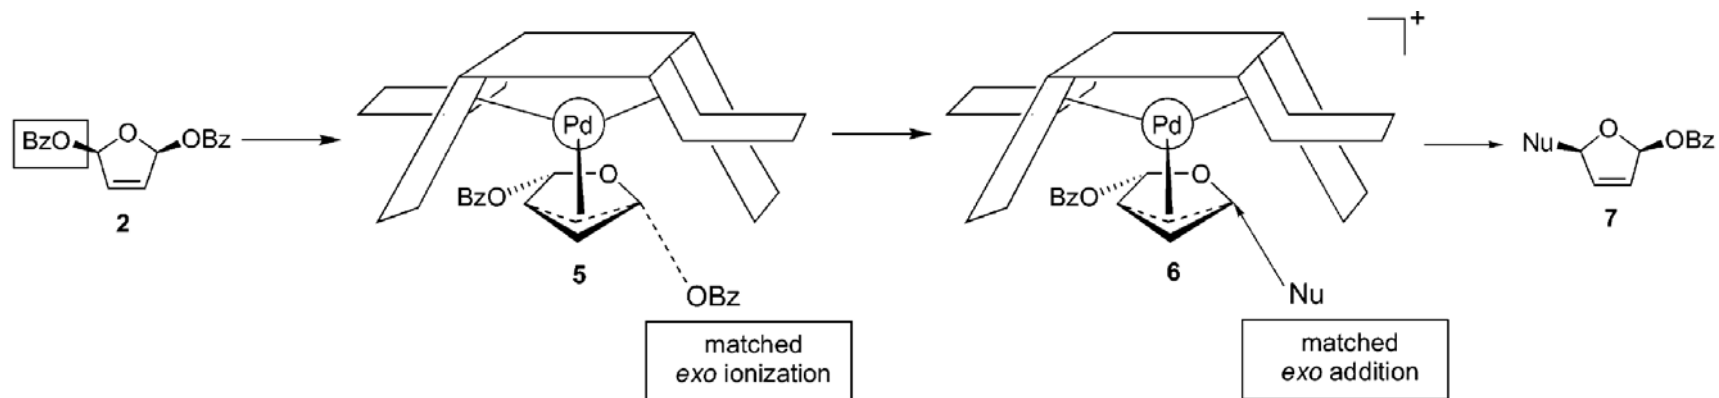 BzO O OBz
2
Pd
BzO O
5
OBz
matched
exo ionization
+
Pd
BzO O
6
Nu
matched
exo addition
Nu O OBz
7